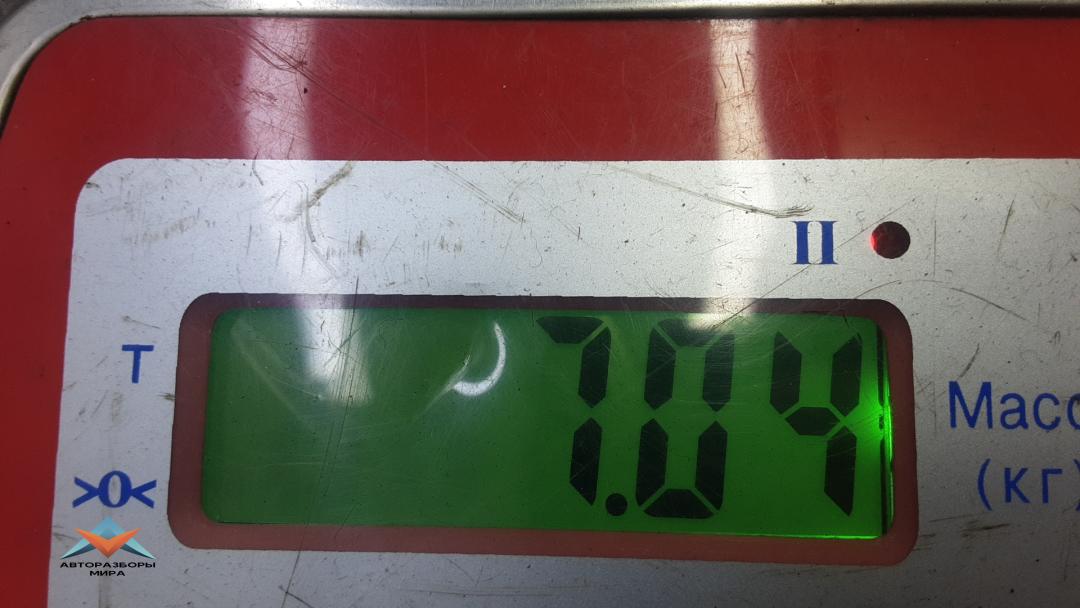 II
Т
7.04
Масс
(кг)
>0<
АВТОРАЗБОРЫ
МИРА